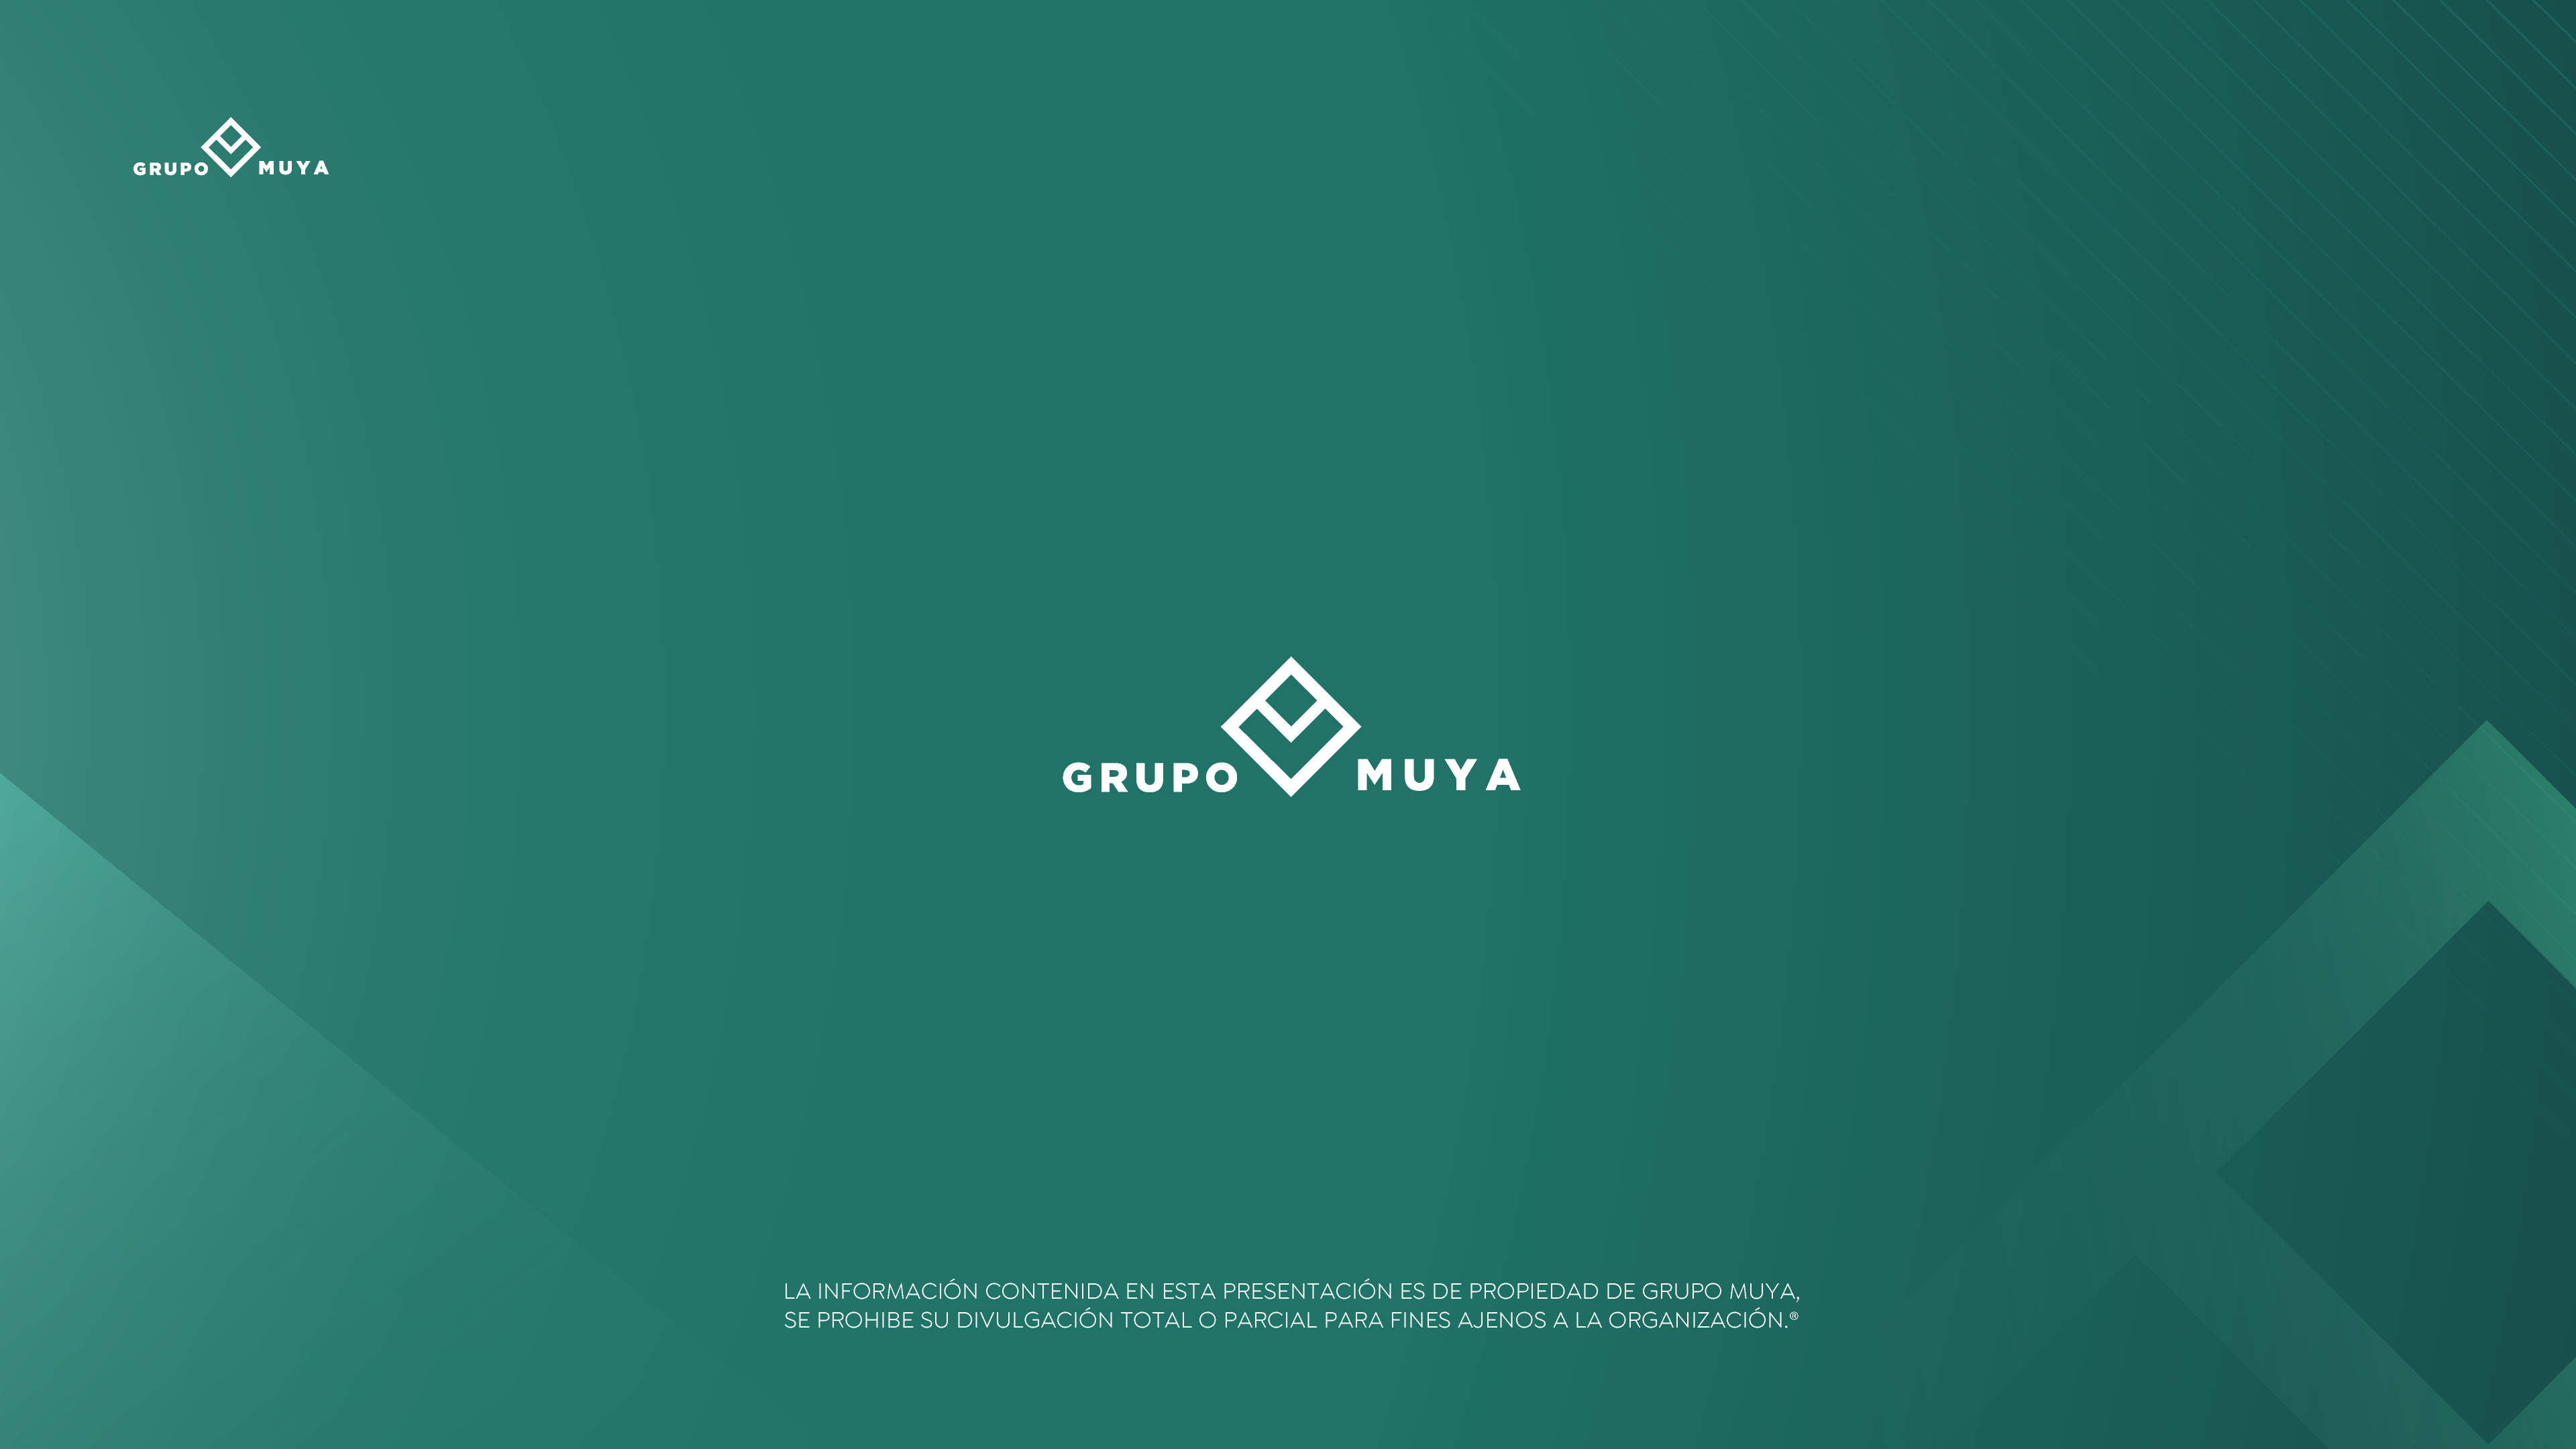 GRUPO MUYA
GRUPO MUYA
LA INFORMACIÓN CONTENIDA EN ESTA PRESENTACIÓN ES DE PROPIEDAD DE GRUPO MUYA,
SE PROHIBE SU DIVULGACIÓN TOTAL O PARCIAL PARA FINES AJENOS A LA ORGANIZACIÓN.®